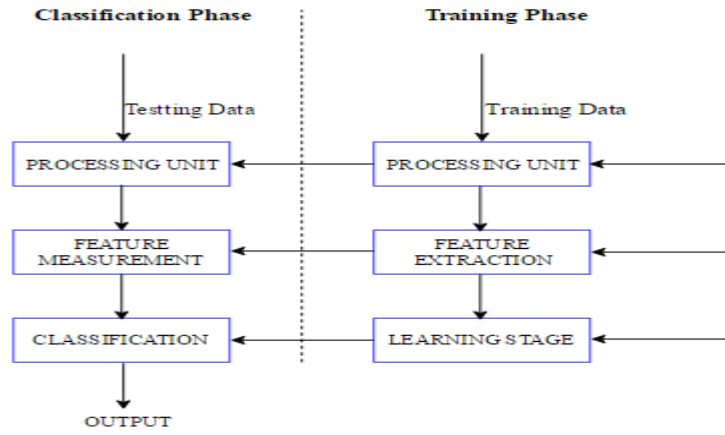 Classification Phase
Training Phase
Testting Data
Training Data
PROCESSING UNIT
PROCESSING UNIT
FEATURE
MEASUREMENT
FEATURE
EXTRACTION
CLASSIFICATION
LEARNING STAGE
OUTPUT